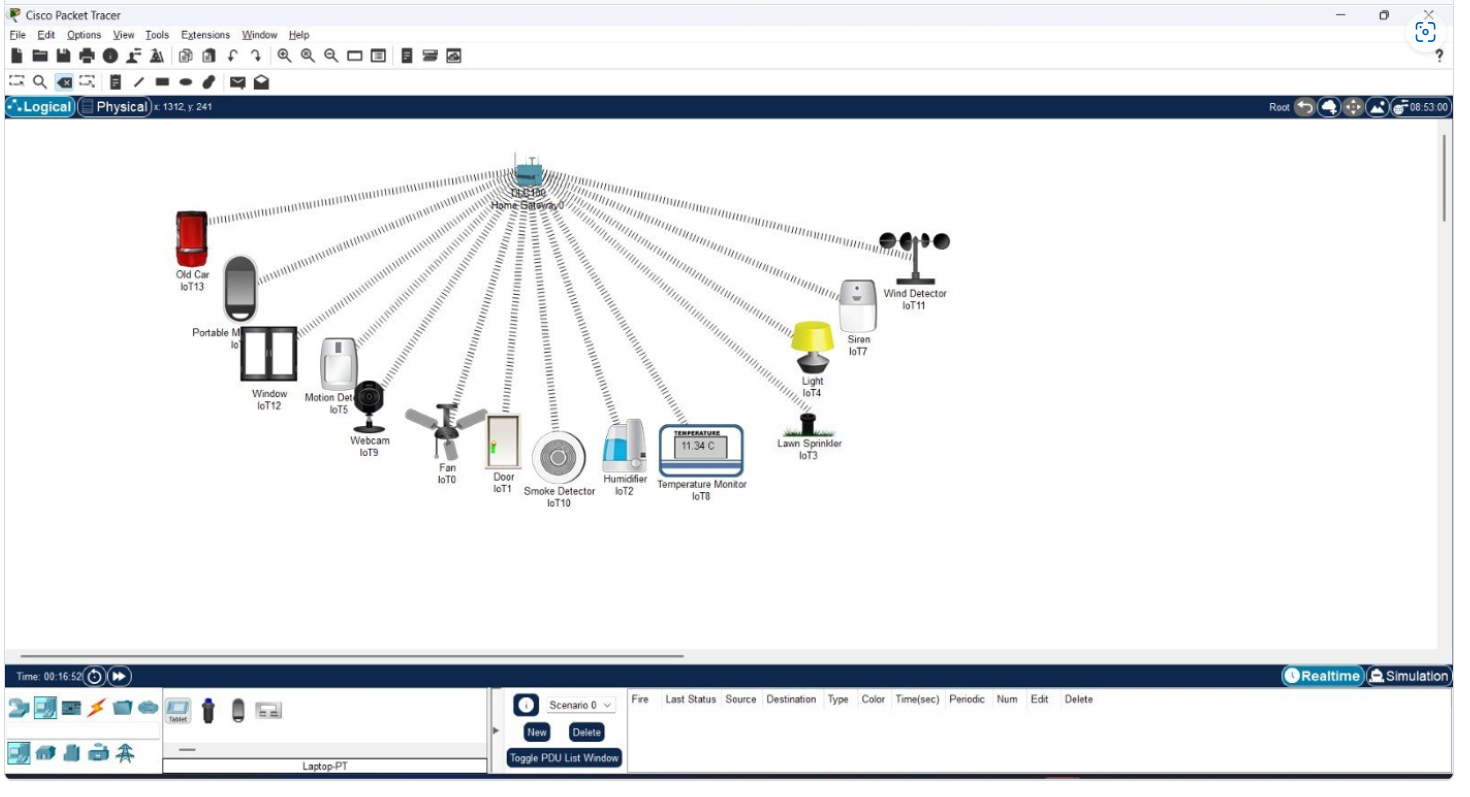 Cisco Packet Tracer
File Edit Options View Tools Extensions Window Help
?
Logical Physical x: 1312, y: 241 Root 08:53:00
DLC100
Home Gateway0
Old Car
IoT13
Portable M
Io
Window
IoT12
Motion Det
IoT5
Webcam
IoT9
Fan
IoT0
Door
IoT1
Smoke Detector
IoT10
Humidifier
IoT2
TEMPERATURE
11.34 C
Temperature Monitor
IoT8
Lawn Sprinkler
IoT3
Light
IoT4
Siren
IoT7
Wind Detector
IoT11
Time: 00:16:52 Realtime Simulation
Tablet
Laptop-PT
Scenario 0
New Delete
Toggle PDU List Window
Fire Last Status Source Destination Type Color Time(sec) Periodic Num Edit Delete